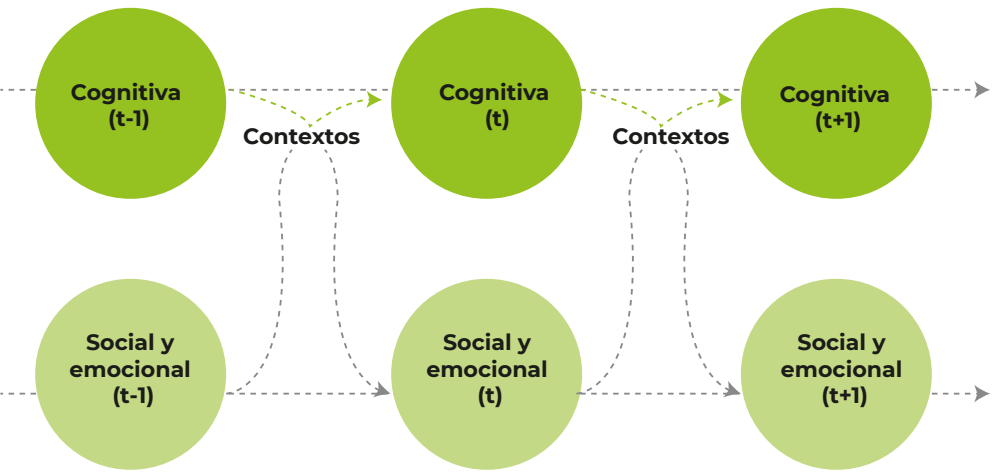 Cognitiva
(t-1)
Contextos
Cognitiva
(t)
Contextos
Cognitiva
(t+1)
Social y
emocional
(t-1)
Social y
emocional
(t)
Social y
emocional
(t+1)